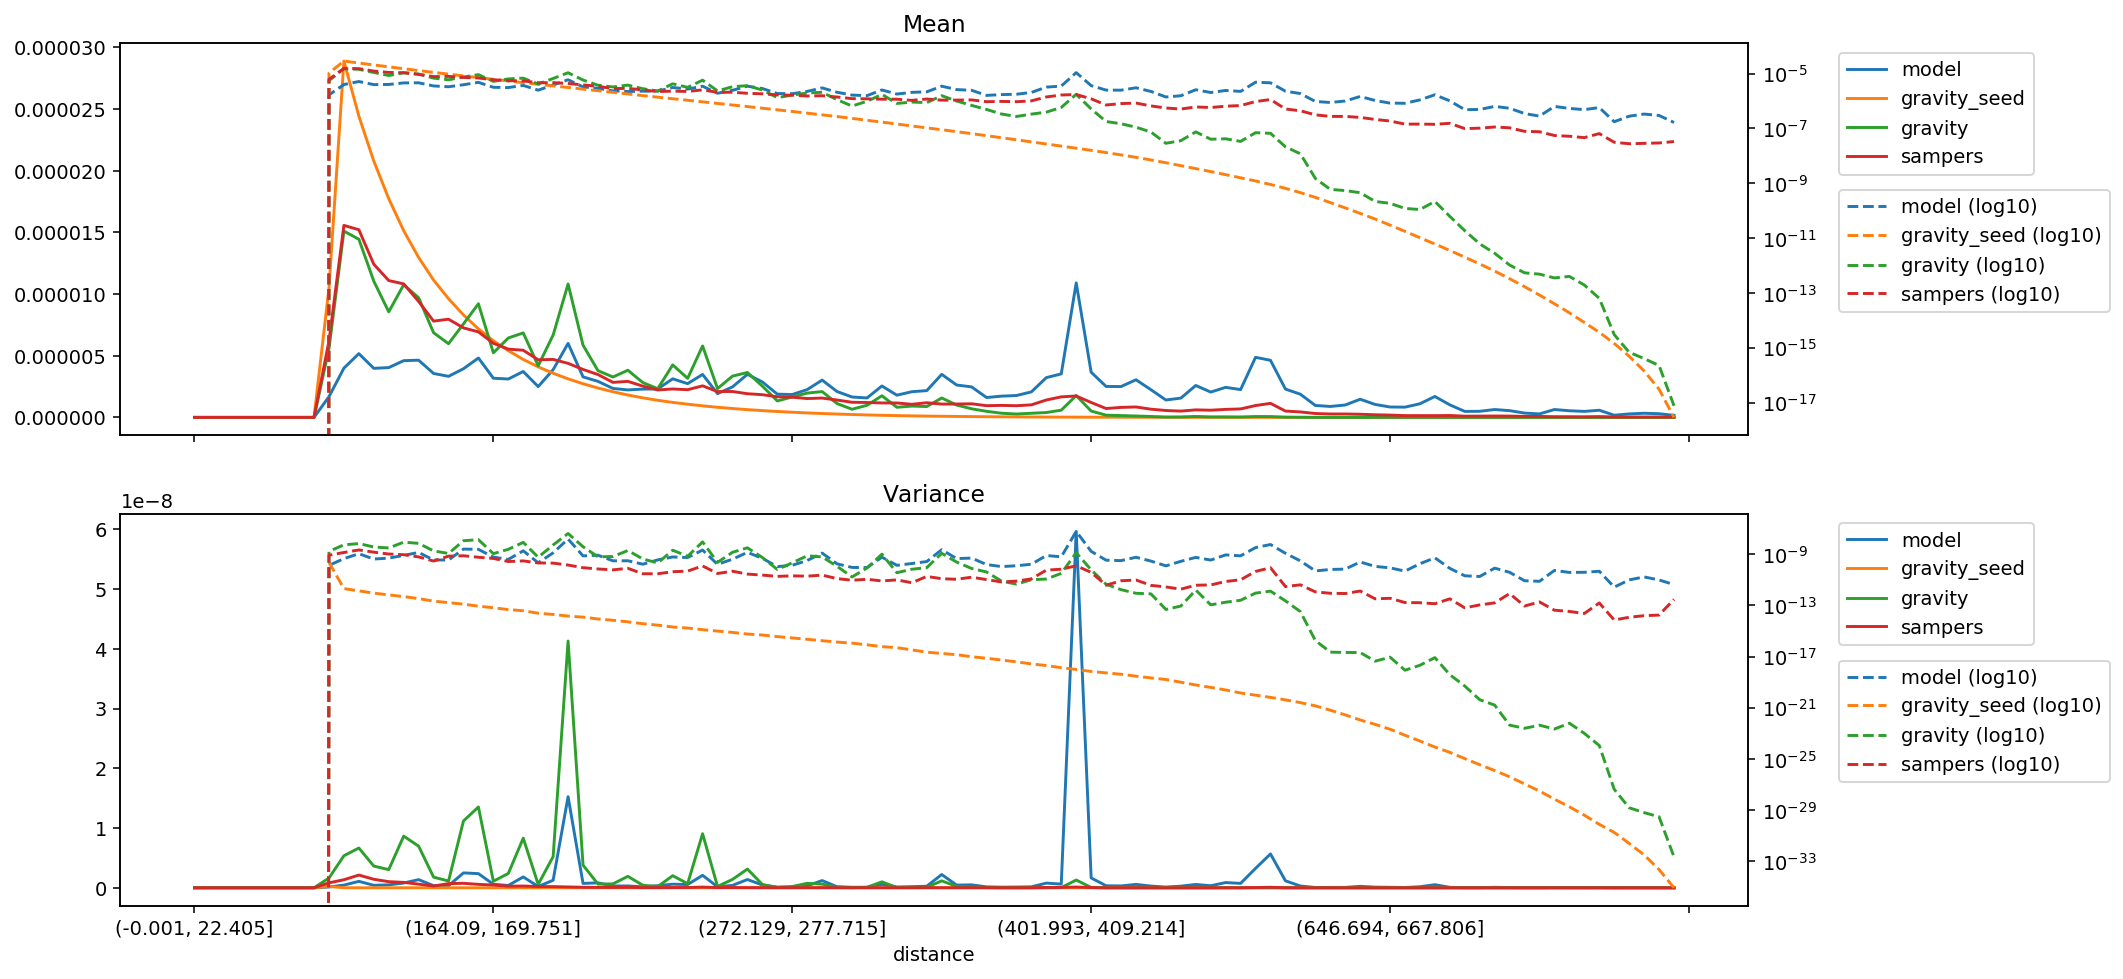 Mean
0.000030
0.000025
0.000020
0.000015
0.000010
0.000005
0.000000
10−5
10−7
10−9
10−11
10−13
10−15
10−17
model
gravity_seed
gravity
sampers
model (log10)
gravity_seed (log10)
gravity (log10)
sampers (log10)
Variance
1e−8
6
5
4
3
2
1
0
10−9
10−13
10−17
10−21
10−25
10−29
10−33
model
gravity_seed
gravity
sampers
model (log10)
gravity_seed (log10)
gravity (log10)
sampers (log10)
(-0.001, 22.405]
(164.09, 169.751]
(272.129, 277.715]
(401.993, 409.214]
(646.694, 667.806]
distance